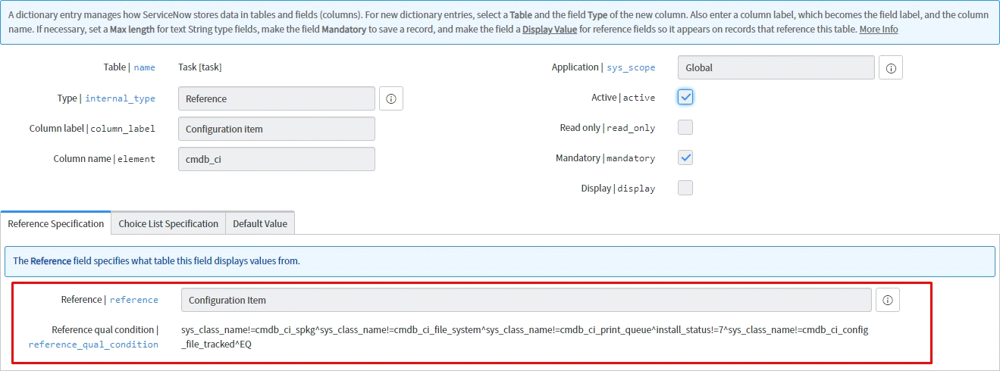 A dictionary entry manages how ServiceNow stores data in tables and fields (columns). For new dictionary entries, select a Table and the field Type of the new column. Also enter a column label, which becomes the field label, and the column
name. If necessary, set a Max length for text String type fields, make the field Mandatory to save a record, and make the field a Display Value for reference fields so it appears on records that reference this table. More Info
Table | name Task [task]
Application | sys_scope Global
Type | internal_type Reference
Active | active
Column label | column_label Configuration item
Read only | read_only
Column name | element cmdb_ci
Mandatory | mandatory
Display | display
Reference Specification Choice List Specification Default Value
The Reference field specifies what table this field displays values from.
Reference | reference Configuration Item
Reference qual condition | sys_class_name!=cmdb_ci_spkg^sys_class_name!=cmdb_ci_file_system^sys_class_name!=cmdb_ci_print_queue^install_status!=7^sys_class_name!=cmdb_ci_config
reference_qual_condition _file_tracked^EQ